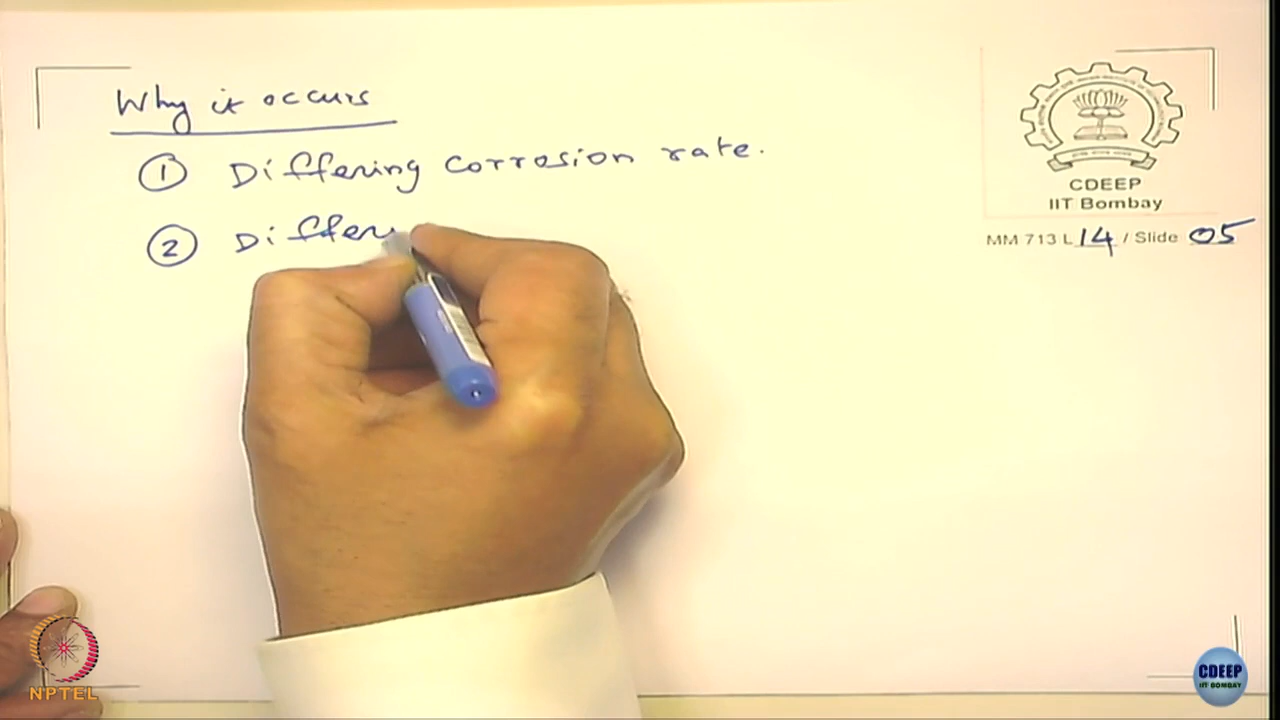 Why it occurs
① Differing corrosion rate.
② Differ
CDEEP
IIT Bombay
MM 713 L 14 / Slide 05
NPTEL
CDEEP
IIT BOMBAY